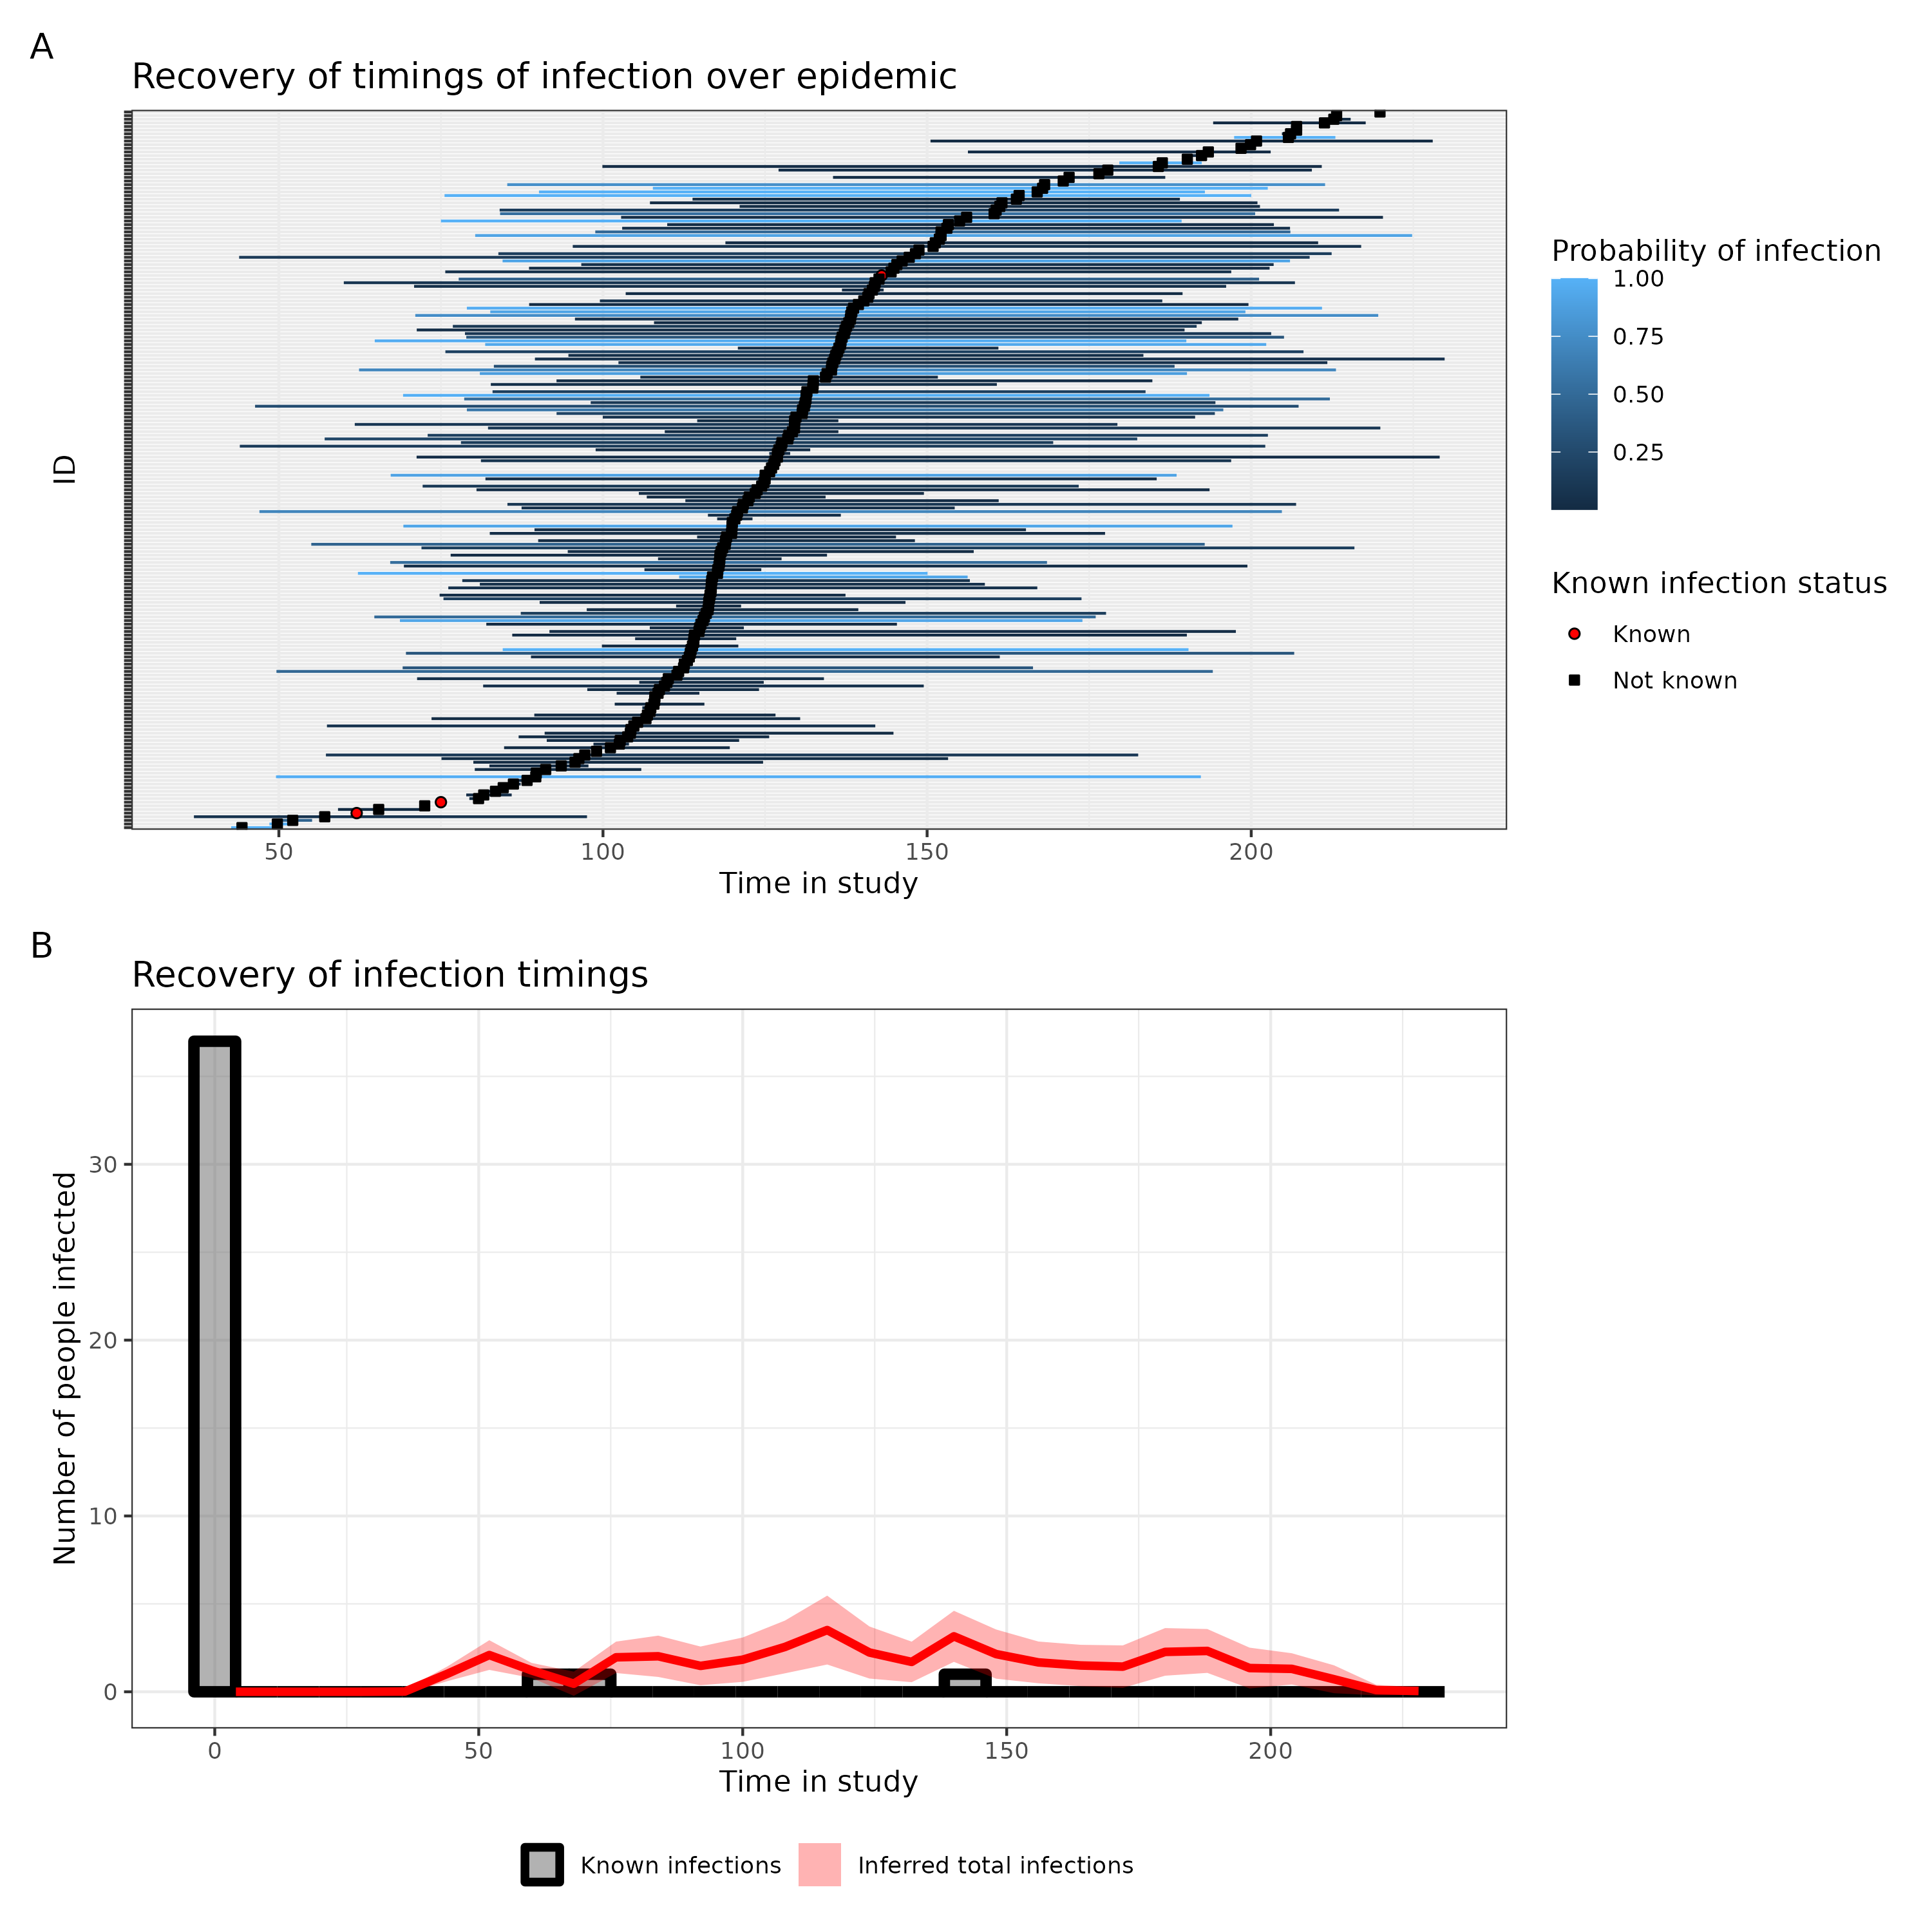 A
Recovery of timings of infection over epidemic
ID
50 100 150 200
Time in study
Probability of infection
1.00
0.75
0.50
0.25
Known infection status
Known
Not known
B
Recovery of infection timings
Number of people infected
30
20
10
0
0 50 100 150 200
Time in study
Known infections Inferred total infections